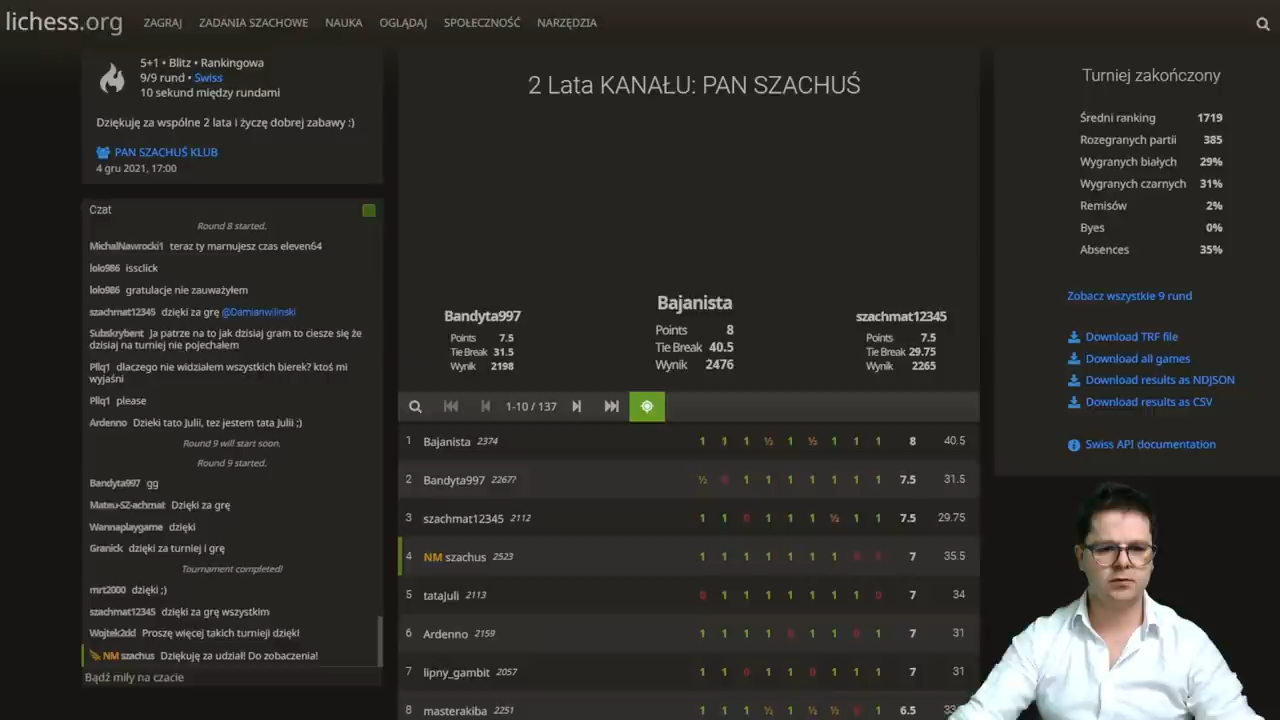 lichess.org
ZAGRAJ
ZADANIA SZACHOWE
NAUKA
OGLĄDAJ
SPOŁECZNOŚĆ
NARZĘDZIA
5+1 • Blitz • Rankingowa
9/9 rund • Swiss
10 sekund między rundami
Dziękuję za wspólne 2 lata i życzę dobrej zabawy :)
PAN SZACHUŚ KLUB
4 gru 2021, 17:00
Czat
Round 8 started.
MichalNawrocki1 teraz ty marnujesz czas eleven64
lolo986 issclick
lolo986 gratulacje nie zauważyłem
szachmat12345 dzięki za grę @Damianwilinski
Subskrybent Ja patrze na to jak dzisiaj gram to ciesze się że
dzisiaj na turniej nie pojechałem
Pllq1 dlaczego nie widziałem wszystkich bierek? ktoś mi
wyjaśni
Pllq1 please
Ardenno Dzieki tato Julii, tez jestem tata Julii ;)
Round 9 will start soon.
Round 9 started.
Bandyta997 gg
Mateu-SZ-achmat Dzięki za grę
Wannaplaygame dzięki
Granick dzięki za turniej i grę
Tournament completed!
mrt2000 dzięki ;)
szachmat12345 dzięki za grę wszystkim
Wojtek2dd Proszę więcej takich turnieji dzięki
NM szachus Dziękuję za udział! Do zobaczenia!
Bądź miły na czacie
2 Lata KANAŁU: PAN SZACHUŚ
Bandyta997
Points 7.5
Tie Break 31.5
Wynik 2198
Bajanista
Points 8
Tie Break 40.5
Wynik 2476
szachmat12345
Points 7.5
Tie Break 29.75
Wynik 2265
1-10 / 137
1 Bajanista 2374 1 1 1 ½ 1 ½ 1 1 1 8 40.5
2 Bandyta997 2267? ½ 0 1 1 1 1 1 1 1 7.5 31.5
3 szachmat12345 2112 1 1 0 1 1 1 ½ 1 1 7.5 29.75
4 NM szachus 2523 1 1 1 1 1 1 1 0 0 7 35.5
5 tataJuli 2113 0 1 1 1 1 1 1 1 0 7 34
6 Ardenno 2159 1 1 1 1 0 1 1 0 1 7 31
7 lipny_gambit 2057 1 1 0 1 1 0 1 1 1 7 31
8 masterakiba 2251 1 1 1 ½ 1 ½ ½ 0 1 6.5
Turniej zakończony
Średni ranking 1719
Rozegranych partii 385
Wygranych białych 29%
Wygranych czarnych 31%
Remisów 2%
Byes 0%
Absences 35%
Zobacz wszystkie 9 rund
Download TRF file
Download all games
Download results as NDJSON
Download results as CSV
Swiss API documentation